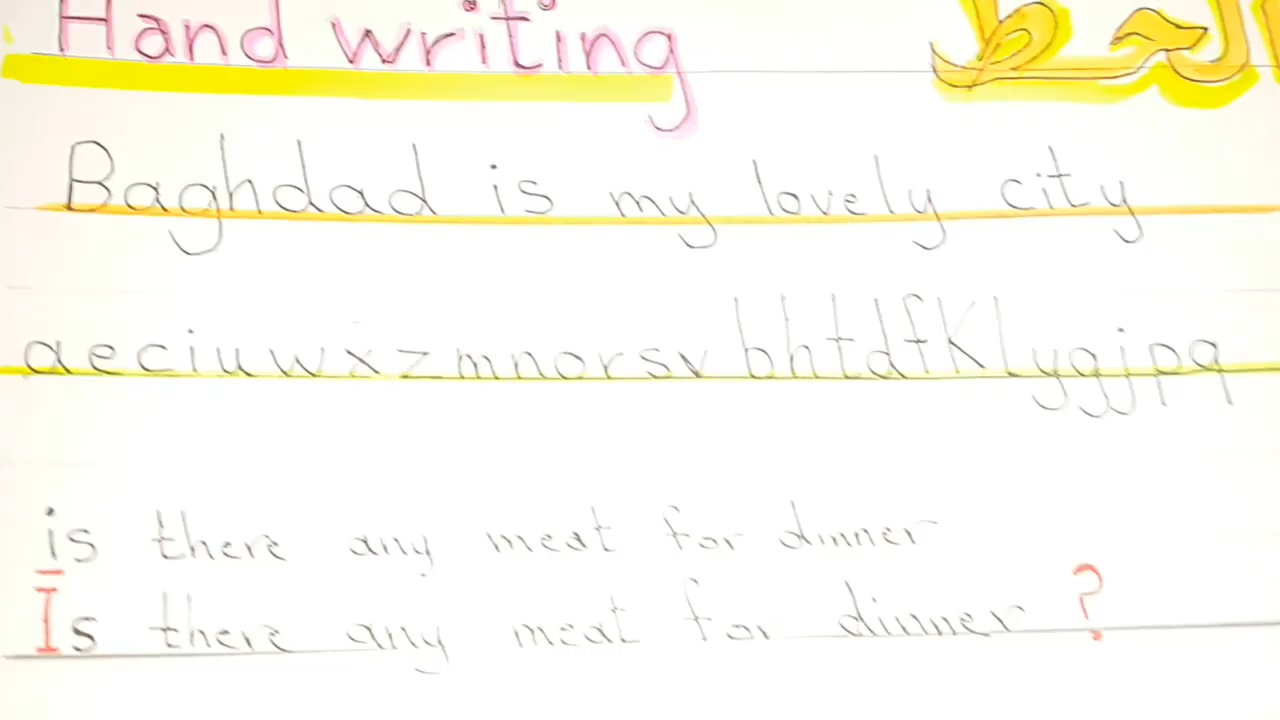 Hand writing الخط
Baghdad is my lovely city
aeciuwxzmnorsv bhtdfKlygjpq
is there any meat for dinner
Is there any meat for dinner ?